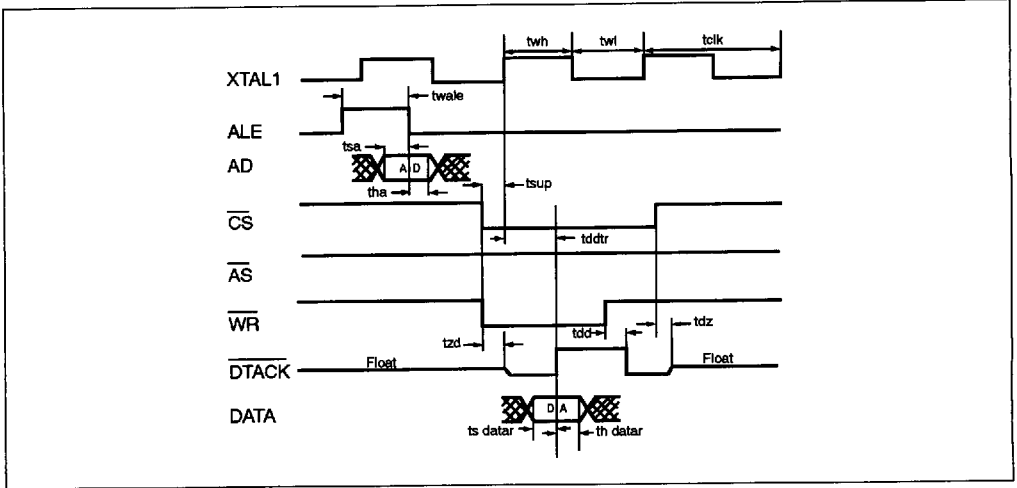 twh twl tclk
XTAL1
twale
ALE
tsa
AD
A D
tha
tsup
CS
tddtr
AS
WR
tdd
tdz
tzd
DTACK
Float
Float
DATA
D A
ts datar
th datar